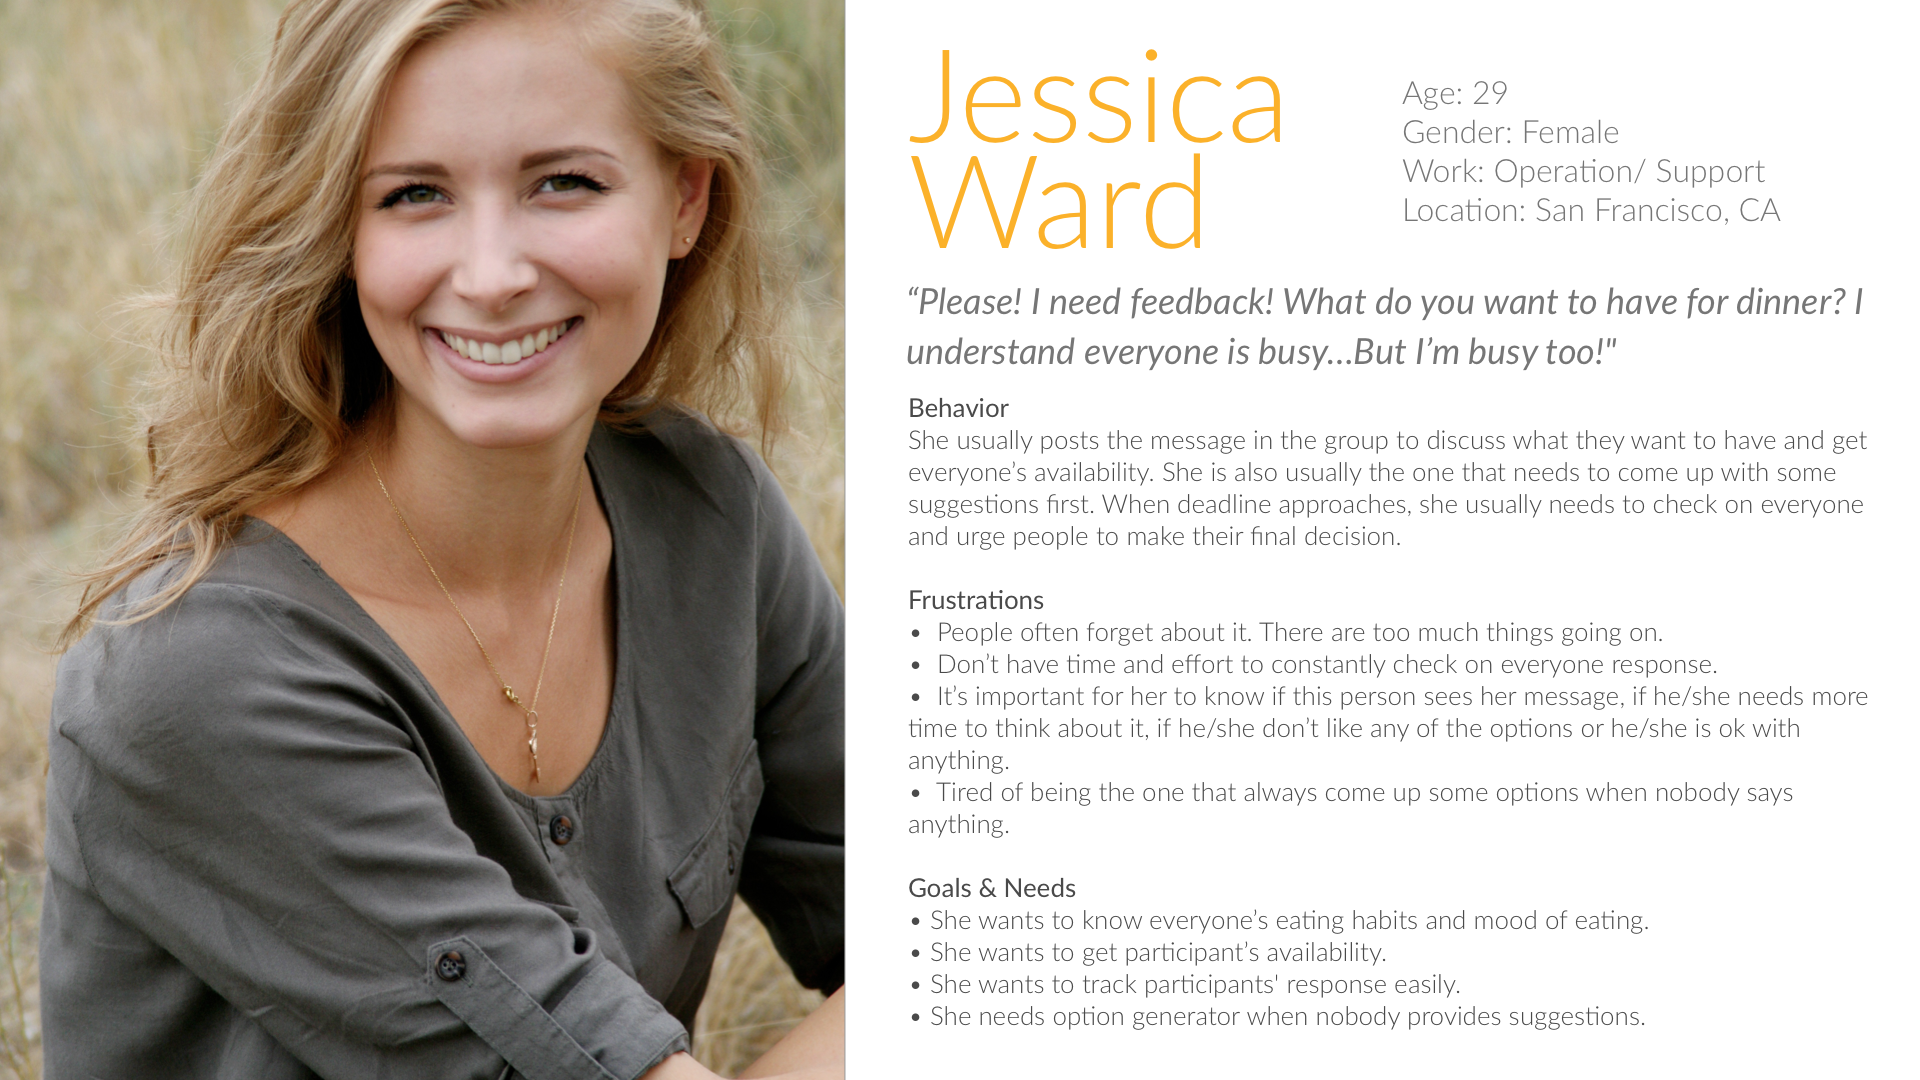 Jessica
Ward
Age: 29
Gender: Female
Work: Operation/ Support
Location: San Francisco, CA
“Please! I need feedback! What do you want to have for dinner? I
understand everyone is busy...But I’m busy too!"
Behavior
She usually posts the message in the group to discuss what they want to have and get
everyone’s availability. She is also usually the one that needs to come up with some
suggestions first. When deadline approaches, she usually needs to check on everyone
and urge people to make their final decision.
Frustrations
• People often forget about it. There are too much things going on.
• Don’t have time and effort to constantly check on everyone response.
• It’s important for her to know if this person sees her message, if he/she needs more
time to think about it, if he/she don’t like any of the options or he/she is ok with
anything.
• Tired of being the one that always come up some options when nobody says
anything.
Goals & Needs
• She wants to know everyone’s eating habits and mood of eating.
• She wants to get participant’s availability.
• She wants to track participants' response easily.
• She needs option generator when nobody provides suggestions.